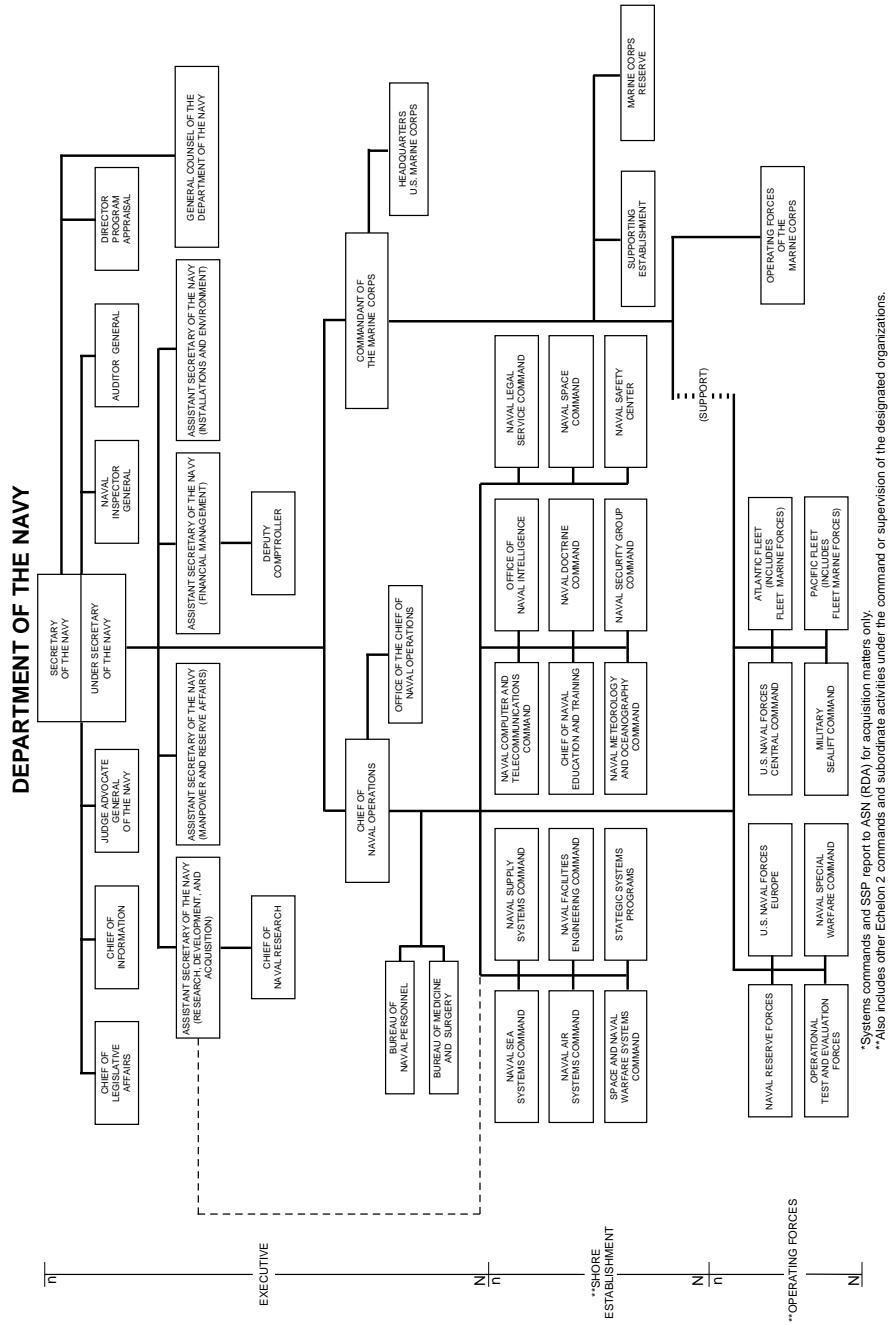 DEPARTMENT OF THE NAVY
SECRETARY
OF THE NAVY
UNDER SECRETARY
OF THE NAVY
CHIEF OF
LEGISLATIVE
AFFAIRS
CHIEF OF
INFORMATION
JUDGE ADVOCATE
GENERAL
OF THE NAVY
NAVAL
INSPECTOR
GENERAL
AUDITOR GENERAL
DIRECTOR
PROGRAM
APPRAISAL
GENERAL COUNSEL OF THE
DEPARTMENT OF THE NAVY
ASSISTANT SECRETARY OF THE NAVY
(RESEARCH, DEVELOPMENT, AND
ACQUISITION)
ASSISTANT SECRETARY OF THE NAVY
(MANPOWER AND RESERVE AFFAIRS)
ASSISTANT SECRETARY OF THE NAVY
(FINANCIAL MANAGEMENT)
ASSISTANT SECRETARY OF THE NAVY
(INSTALLATIONS AND ENVIRONMENT)
CHIEF OF
NAVAL RESEARCH
DEPUTY
COMPTROLLER
CHIEF OF
NAVAL OPERATIONS
OFFICE OF THE CHIEF OF
NAVAL OPERATIONS
COMMANDANT OF
THE MARINE CORPS
HEADQUARTERS
U.S. MARINE CORPS
BUREAU OF
NAVAL PERSONNEL
BUREAU OF MEDICINE
AND SURGERY
NAVAL SEA
SYSTEMS COMMAND
NAVAL SUPPLY
SYSTEMS COMMAND
NAVAL COMPUTER AND
TELECOMMUNICATIONS
COMMAND
OFFICE OF
NAVAL INTELLIGENCE
NAVAL LEGAL
SERVICE COMMAND
NAVAL AIR
SYSTEMS COMMAND
NAVAL FACILITIES
ENGINEERING COMMAND
CHIEF OF NAVAL
EDUCATION AND TRAINING
NAVAL DOCTRINE
COMMAND
NAVAL SPACE
COMMAND
SPACE AND NAVAL
WARFARE SYSTEMS
COMMAND
STATEGIC SYSTEMS
PROGRAMS
NAVAL METEOROLOGY
AND OCEANOGRAPHY
COMMAND
NAVAL SECURITY GROUP
COMMAND
NAVAL SAFETY
CENTER
SUPPORTING
ESTABLISHMENT
MARINE CORPS
RESERVE
(SUPPORT)
NAVAL RESERVE FORCES
U.S. NAVAL FORCES
EUROPE
U.S. NAVAL FORCES
CENTRAL COMMAND
ATLANTIC FLEET
(INCLUDES
FLEET MARINE FORCES)
OPERATING FORCES
OF THE
MARINE CORPS
OPERATIONAL
TEST AND EVALUATION
FORCES
NAVAL SPECIAL
WARFARE COMMAND
MILITARY
SEALIFT COMMAND
PACIFIC FLEET
(INCLUDES
FLEET MARINE FORCES)
n
EXECUTIVE
N
n
**SHORE
ESTABLISHMENT
N
n
**OPERATING FORCES
N
*Systems commands and SSP report to ASN (RDA) for acquisition matters only.
**Also includes other Echelon 2 commands and subordinate activities under the command or supervision of the designated organizations.